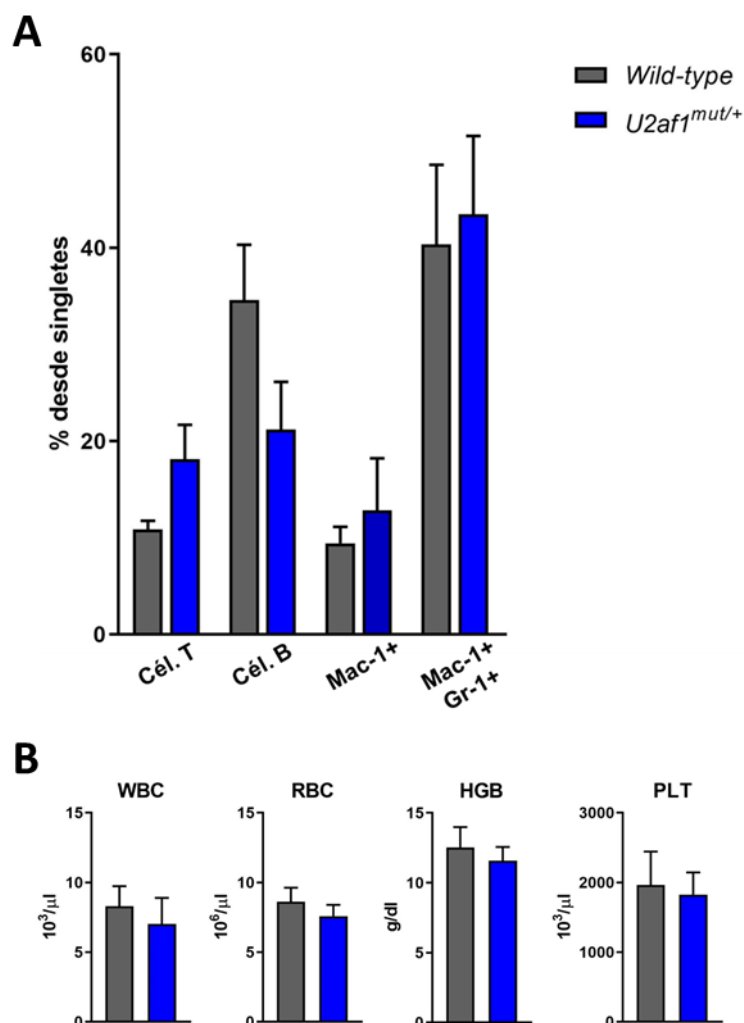 A
60
40
20
0
% desde singletes
Cél. T
Cél. B
Mac-1+
Mac-1+
Gr-1+
Wild-type
U2af1^mut/+
B
WBC
15
10
5
0
10³/µl
RBC
15
10
5
0
10⁶/µl
HGB
15
10
5
0
g/dl
PLT
3000
2000
1000
0
10³/µl